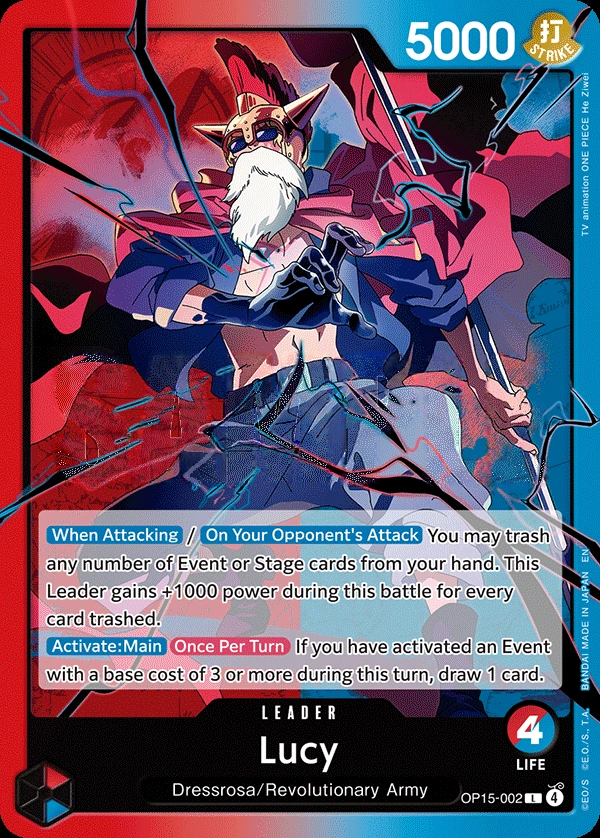 5000
打
STRIKE
TV animation ONE PIECE He Ziwei
When Attacking / On Your Opponent's Attack You may trash
any number of Event or Stage cards from your hand. This
Leader gains +1000 power during this battle for every
card trashed.
Activate:Main Once Per Turn If you have activated an Event
with a base cost of 3 or more during this turn, draw 1 card.
LEADER
Lucy
Dressrosa/Revolutionary Army
4
LIFE
OP15-002 L 4
©EO/S ©E.O./S., T.A. BANDAI MADE IN JAPAN EN